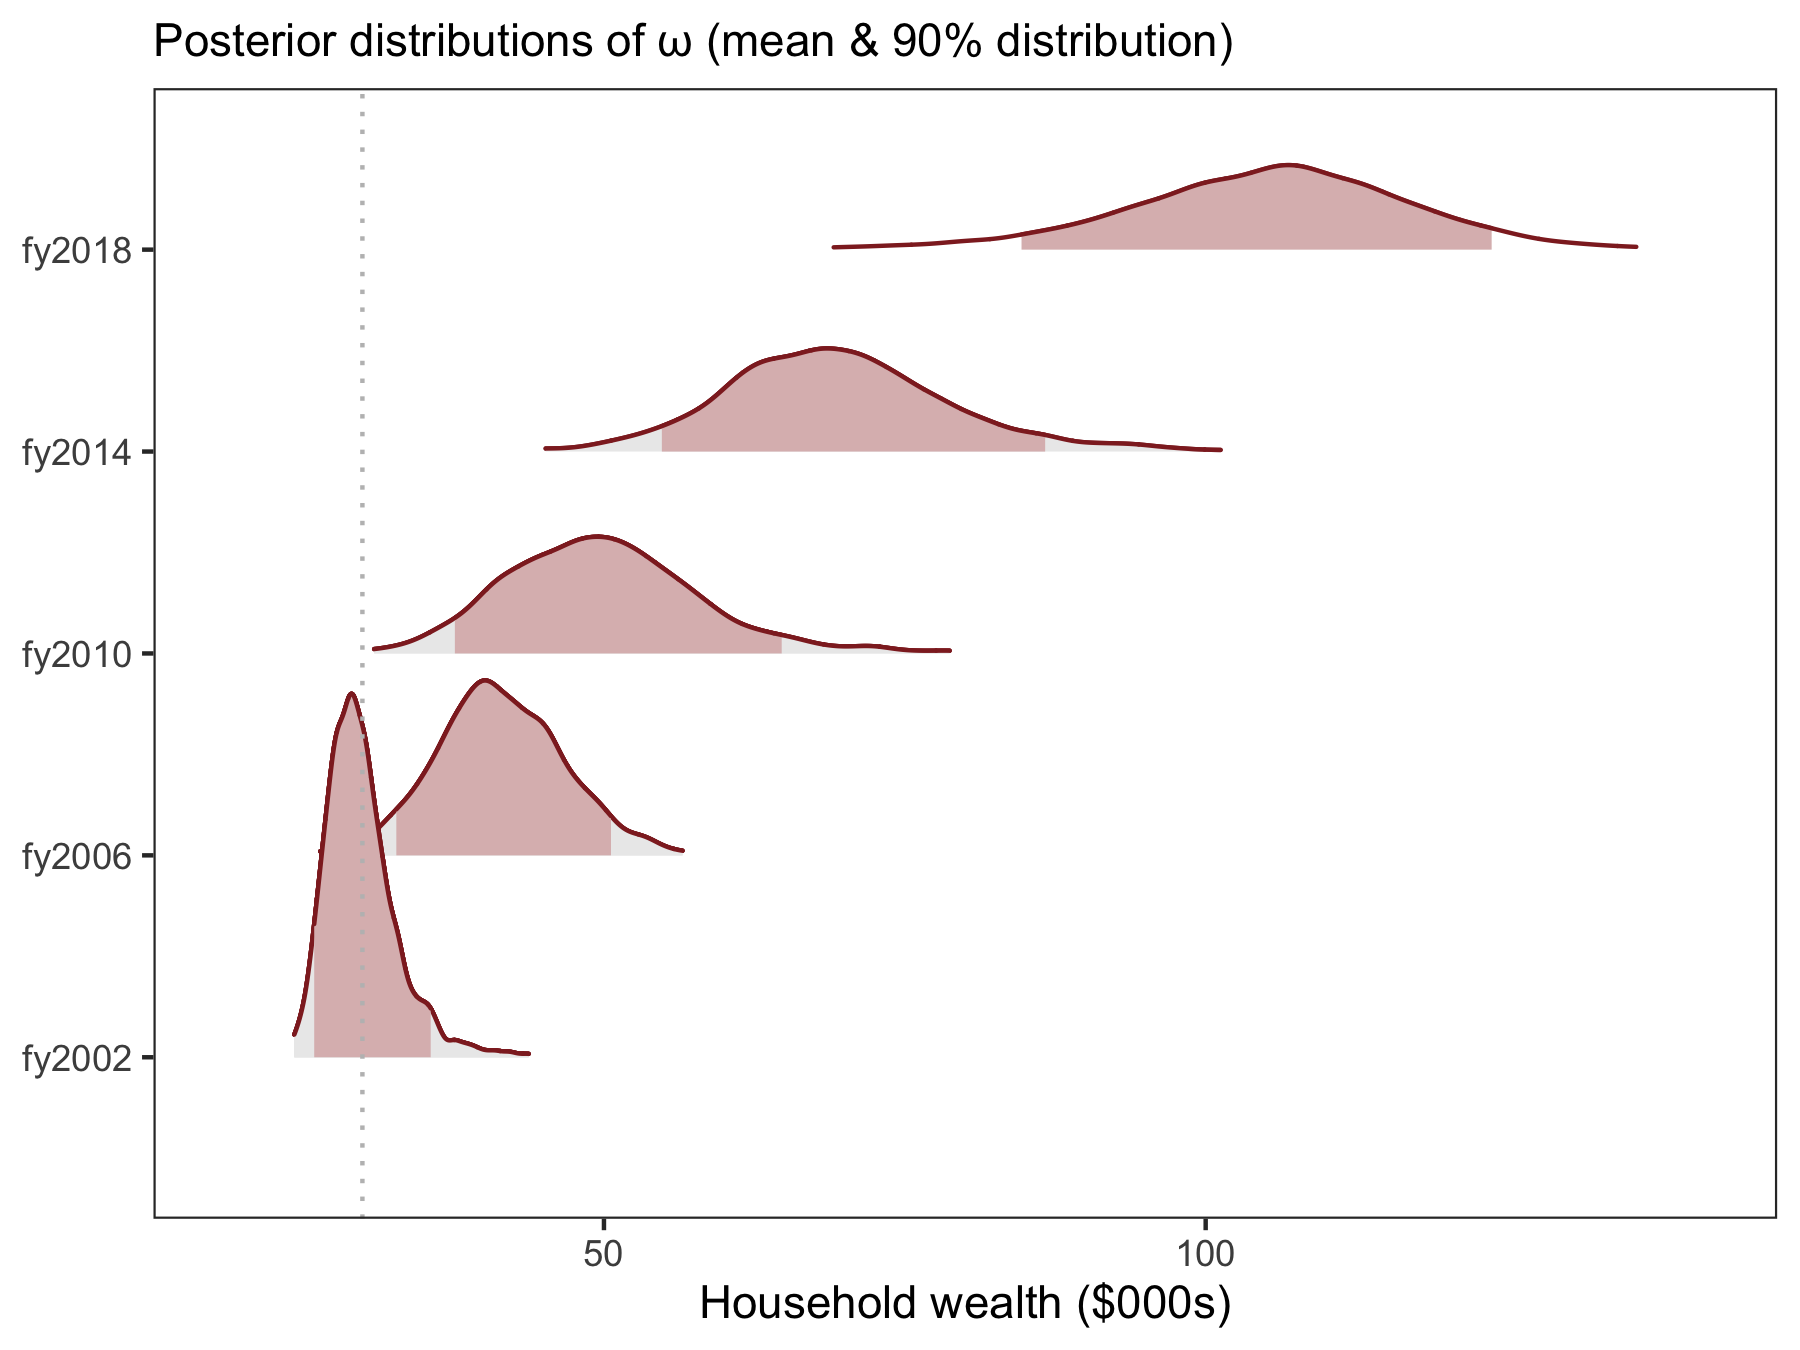 Posterior distributions of ω (mean & 90% distribution)
fy2018
fy2014
fy2010
fy2006
fy2002
50 100
Household wealth ($000s)